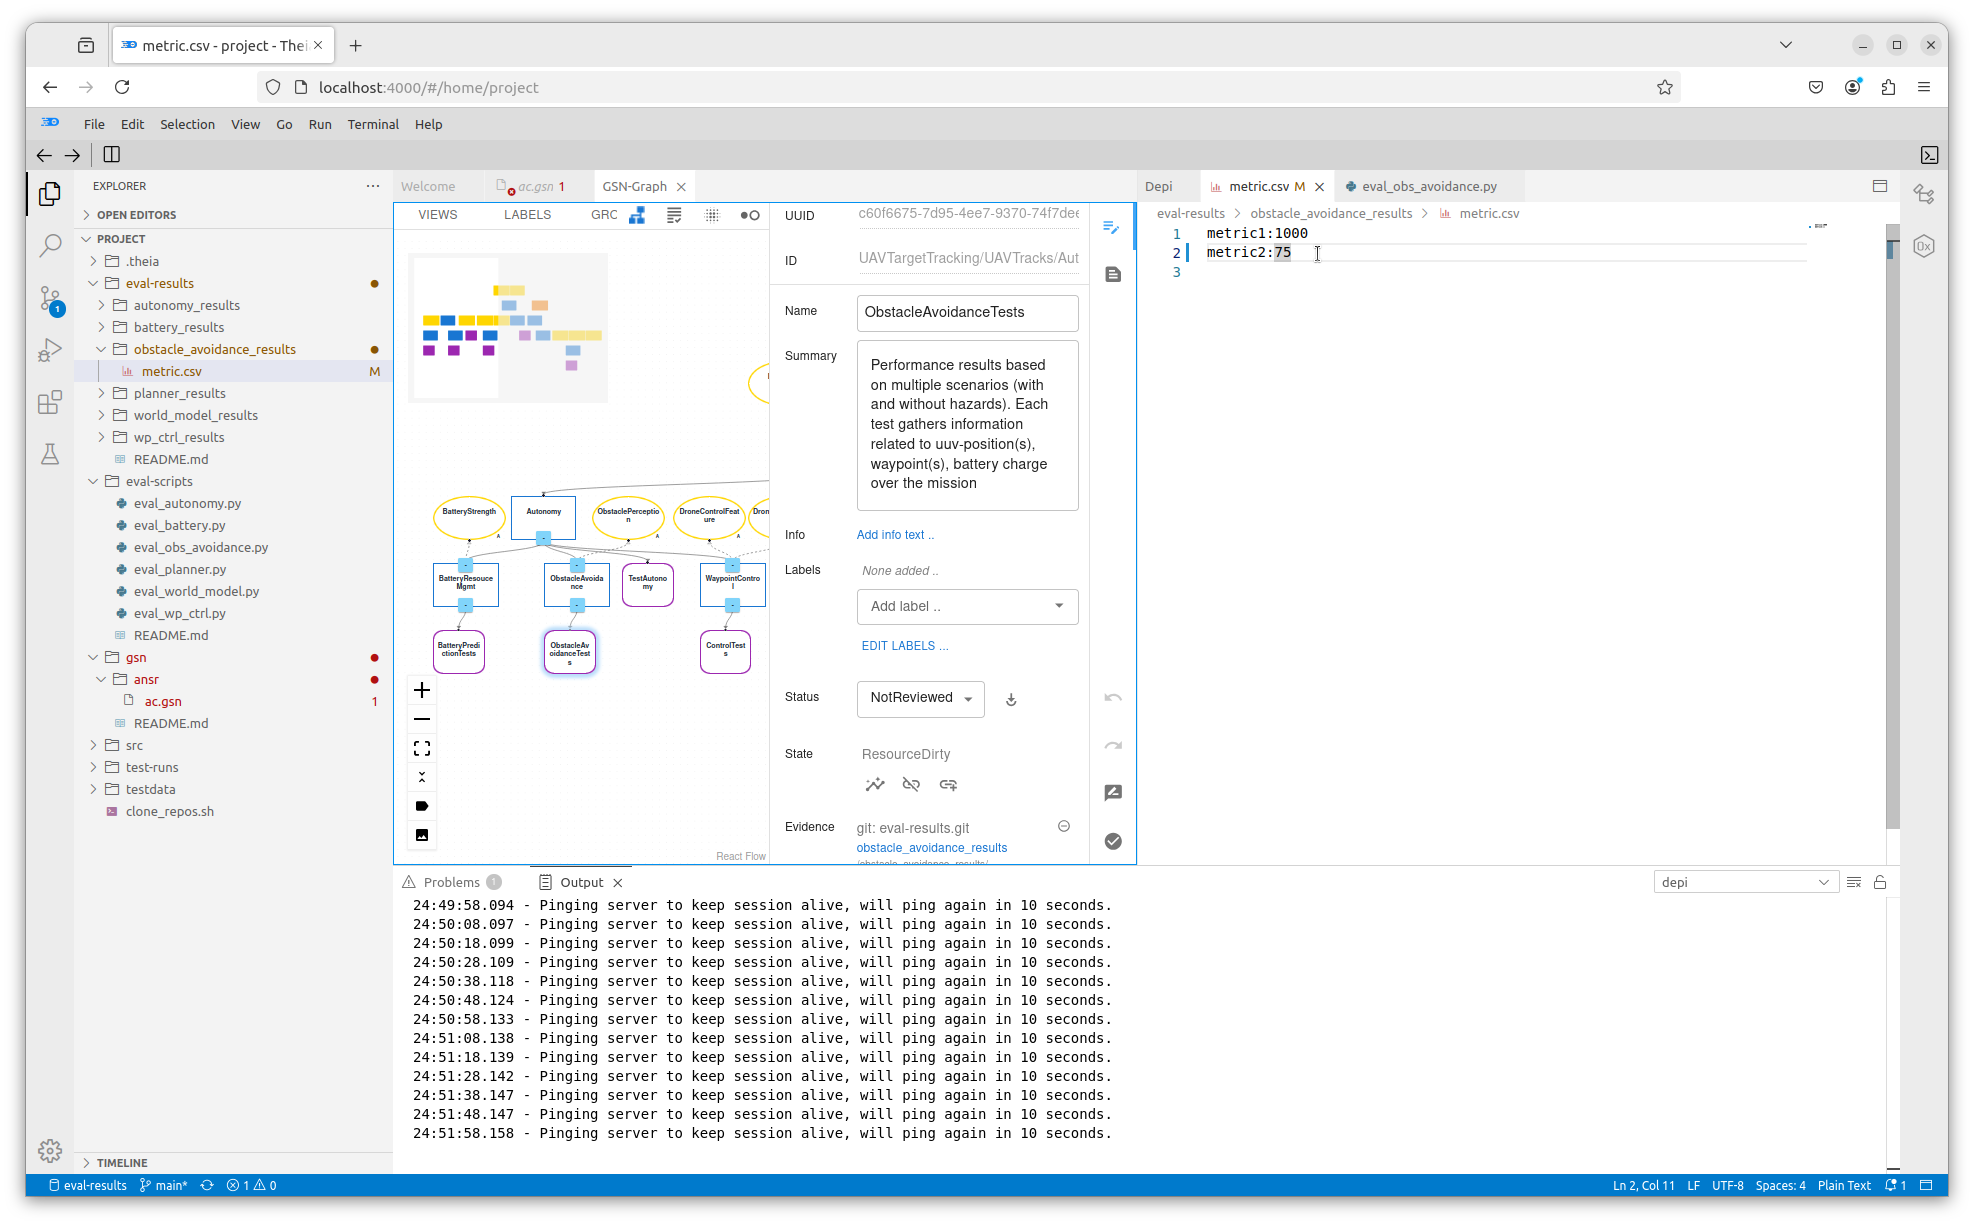 metric.csv - project - Thei
localhost:4000/#/home/project
File Edit Selection View Go Run Terminal Help
EXPLORER
OPEN EDITORS
PROJECT
.theia
eval-results
autonomy_results
battery_results
obstacle_avoidance_results
metric.csv M
planner_results
world_model_results
wp_ctrl_results
README.md
eval-scripts
eval_autonomy.py
eval_battery.py
eval_obs_avoidance.py
eval_planner.py
eval_world_model.py
eval_wp_ctrl.py
README.md
gsn
ansr
ac.gsn 1
README.md
src
test-runs
testdata
clone_repos.sh
TIMELINE
1
Welcome ac.gsn 1 GSN-Graph
VIEWS LABELS GRC
BatteryStrength
A
Autonomy
-
ObstaclePerceptio
n
A
DroneControlFeat
ure
A
Dron
BatteryResouce
Mgmt
ObstacleAvoida
nce
TestAutono
my
WaypointContro
l
BatteryPredi
ctionTests
ObstacleAv
oidanceTest
s
ControlTest
s
React Flow
UUID c60f6675-7d95-4ee7-9370-74f7dee
ID UAVTargetTracking/UAVTracks/Aut
Name ObstacleAvoidanceTests
Summary
Performance results based
on multiple scenarios (with
and without hazards). Each
test gathers information
related to uuv-position(s),
waypoint(s), battery charge
over the mission
Info Add info text ..
Labels None added ..
Add label ..
EDIT LABELS ...
Status NotReviewed
State ResourceDirty
Evidence git: eval-results.git
obstacle_avoidance_results
Depi metric.csv M eval_obs_avoidance.py
eval-results > obstacle_avoidance_results > metric.csv
1 metric1:1000
2 metric2:75
3
Problems 1 Output depi
24:49:58.094 - Pinging server to keep session alive, will ping again in 10 seconds.
24:50:08.097 - Pinging server to keep session alive, will ping again in 10 seconds.
24:50:18.099 - Pinging server to keep session alive, will ping again in 10 seconds.
24:50:28.109 - Pinging server to keep session alive, will ping again in 10 seconds.
24:50:38.118 - Pinging server to keep session alive, will ping again in 10 seconds.
24:50:48.124 - Pinging server to keep session alive, will ping again in 10 seconds.
24:50:58.133 - Pinging server to keep session alive, will ping again in 10 seconds.
24:51:08.138 - Pinging server to keep session alive, will ping again in 10 seconds.
24:51:18.139 - Pinging server to keep session alive, will ping again in 10 seconds.
24:51:28.142 - Pinging server to keep session alive, will ping again in 10 seconds.
24:51:38.147 - Pinging server to keep session alive, will ping again in 10 seconds.
24:51:48.147 - Pinging server to keep session alive, will ping again in 10 seconds.
24:51:58.158 - Pinging server to keep session alive, will ping again in 10 seconds.
eval-results main* 1 0 Ln 2, Col 11 LF UTF-8 Spaces: 4 Plain Text 1